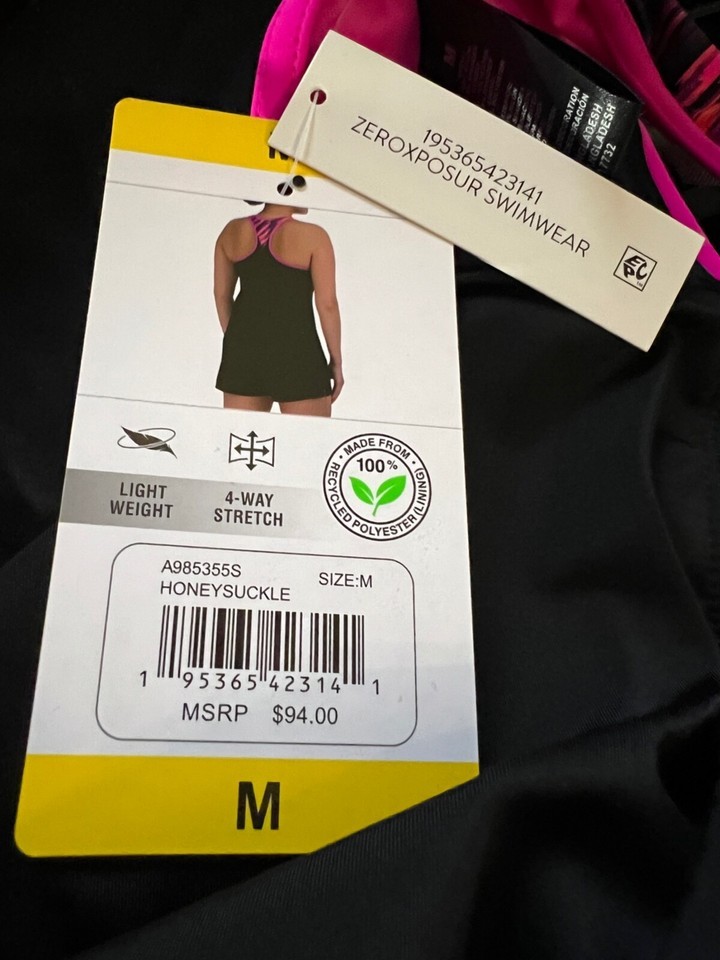 195365423141
ZEROXPOSUR SWIMWEAR
EPC
M
LIGHT
WEIGHT
4-WAY
STRETCH
• MADE FROM •
100%
RECYCLED POLYESTER (LINING)
A985355S
SIZE:M
HONEYSUCKLE
1 95365 42314 1
MSRP $94.00
M